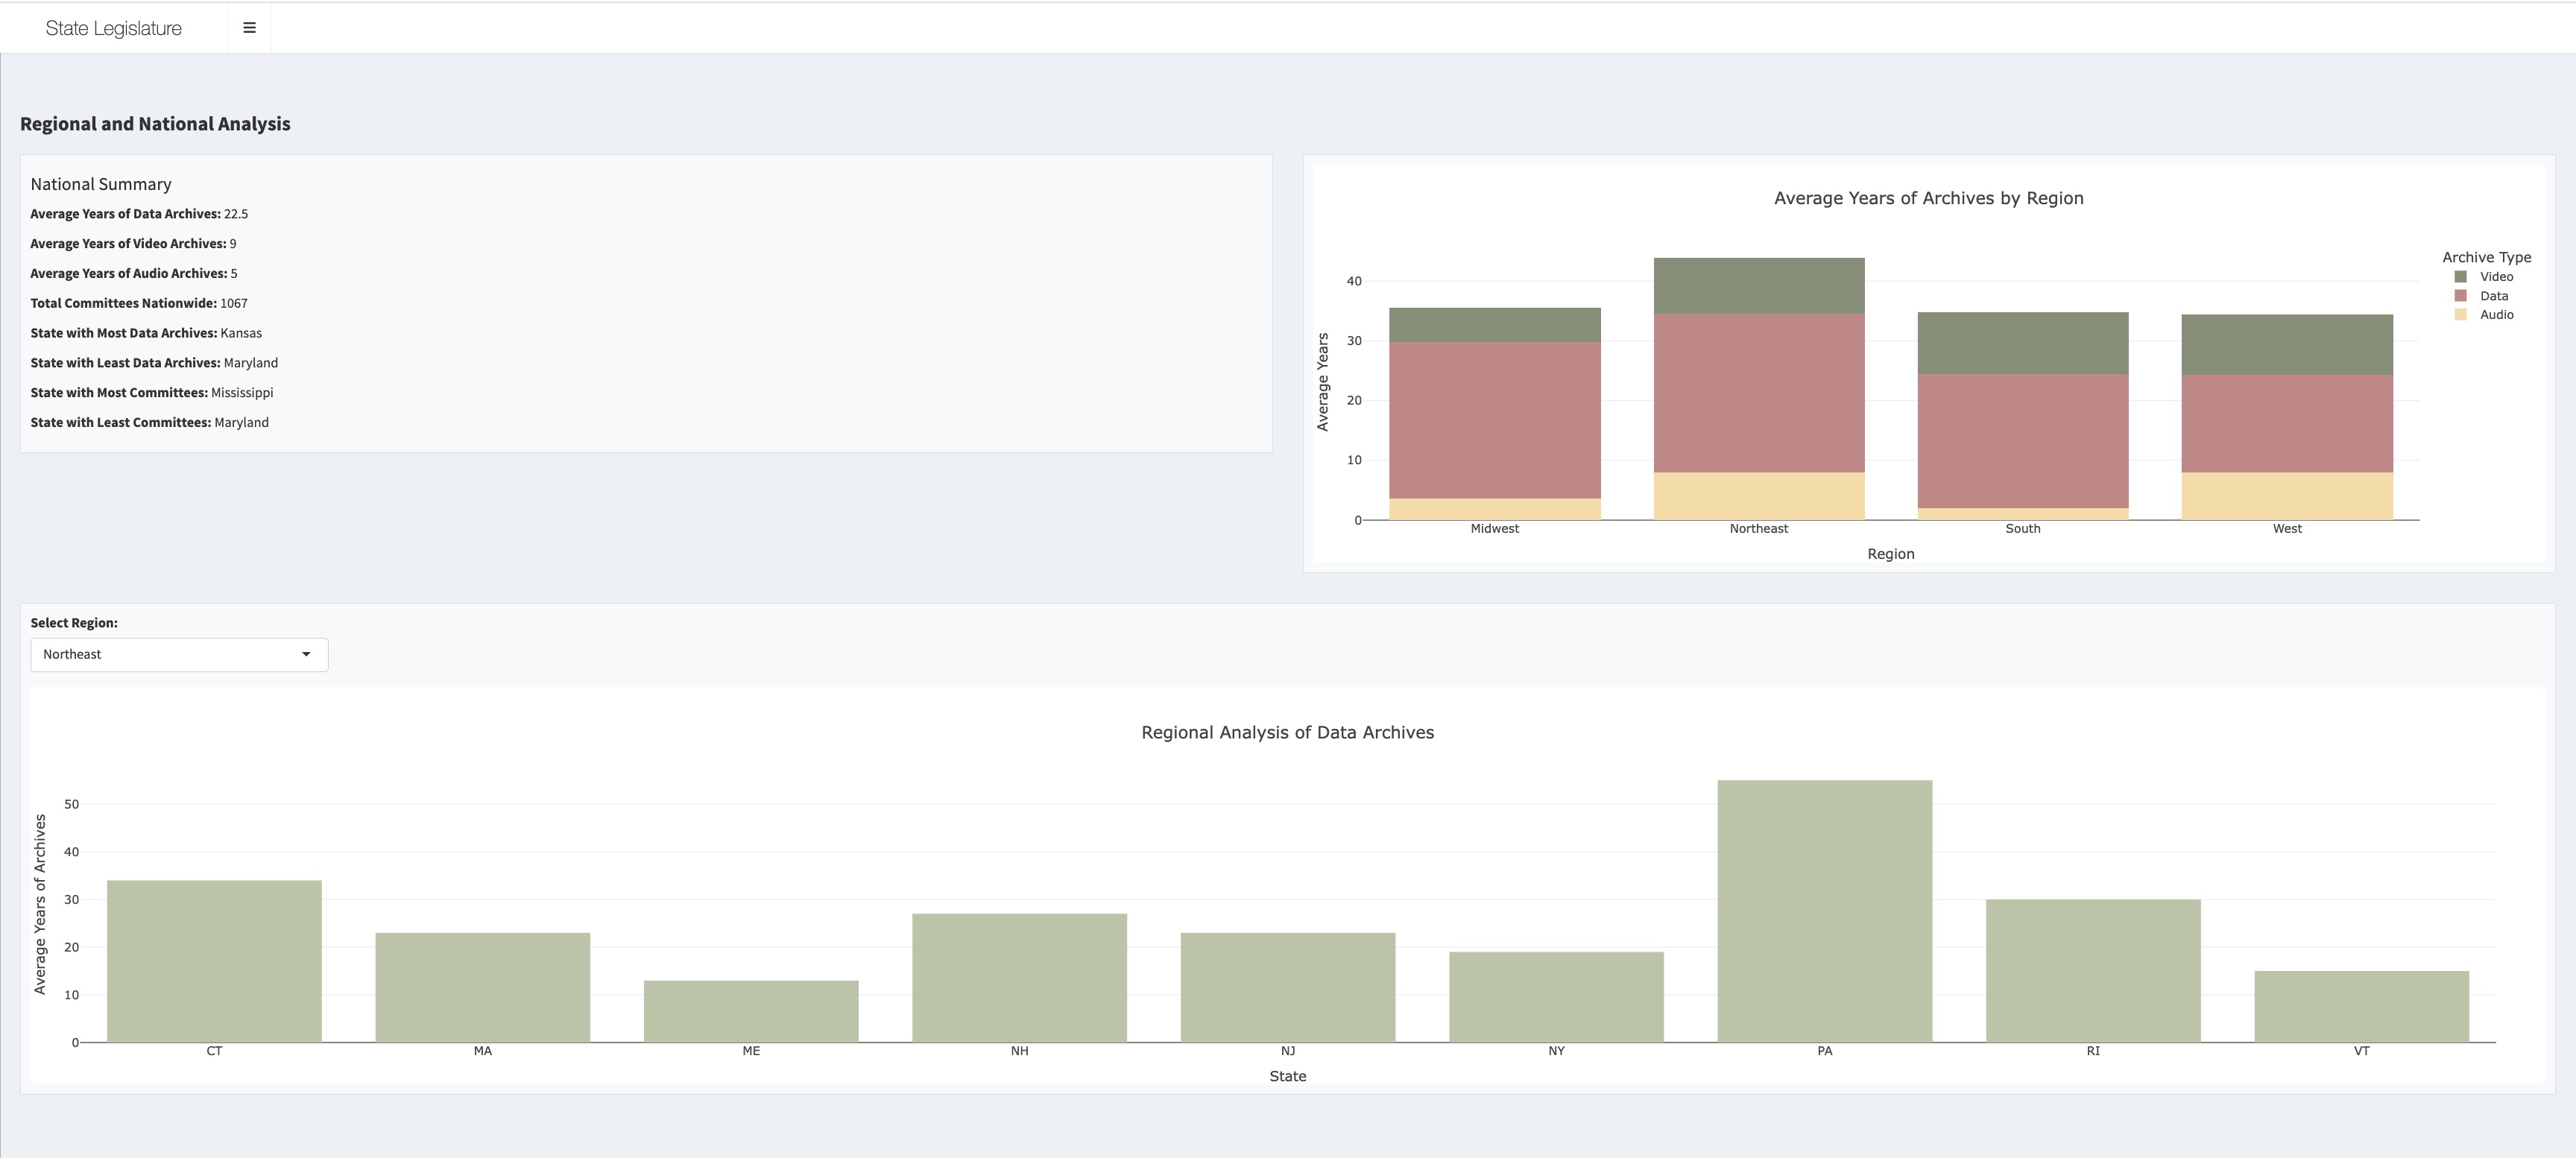 State Legislature
Regional and National Analysis
National Summary
Average Years of Data Archives: 22.5
Average Years of Video Archives: 9
Average Years of Audio Archives: 5
Total Committees Nationwide: 1067
State with Most Data Archives: Kansas
State with Least Data Archives: Maryland
State with Most Committees: Mississippi
State with Least Committees: Maryland
Average Years of Archives by Region
Average Years
40
30
20
10
0
Midwest Northeast South West
Region
Archive Type
Video
Data
Audio
Select Region:
Northeast
Regional Analysis of Data Archives
Average Years of Archives
50
40
30
20
10
0
CT MA ME NH NJ NY PA RI VT
State